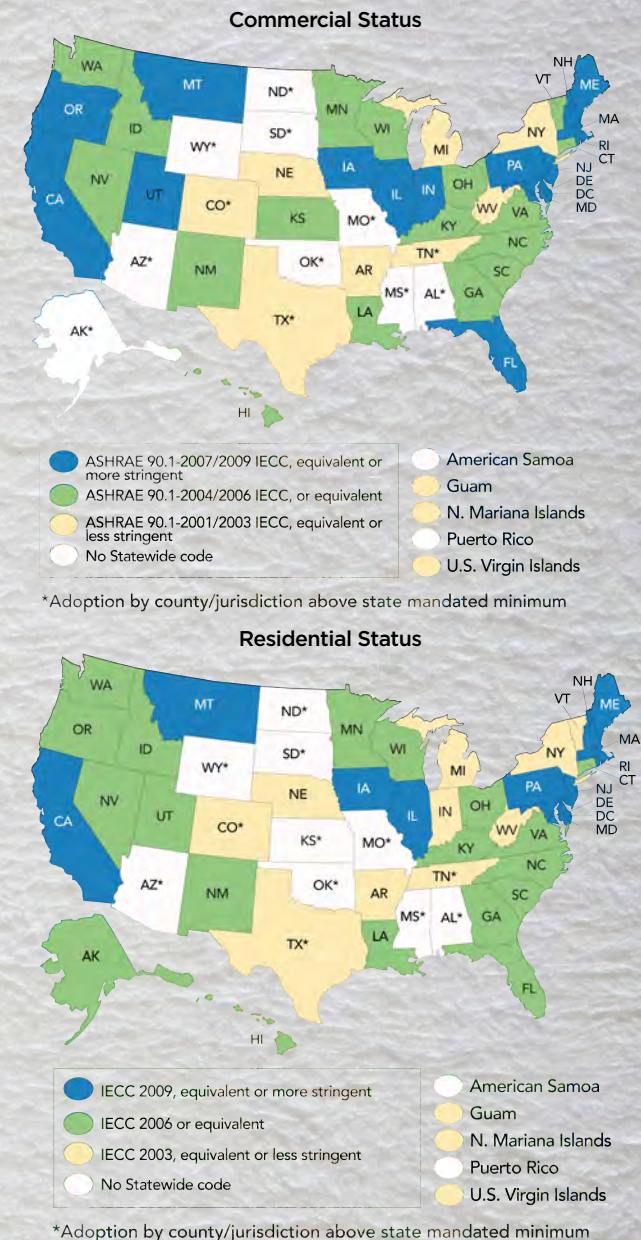 Commercial Status
WA
MT
ND*
MN
VT
NH
ME
OR
ID
SD*
WI
MI
NY
MA
WY*
RI
CT
NV
NE
IA
PA
NJ
CA
UT
CO*
IL
IN
OH
DE
DC
KS
MO*
WV
VA
MD
KY
NC
AZ*
NM
OK*
AR
TN*
SC
TX*
MS*
AL*
GA
LA
AK*
FL
HI
ASHRAE 90.1-2007/2009 IECC, equivalent or
more stringent
ASHRAE 90.1-2004/2006 IECC, or equivalent
ASHRAE 90.1-2001/2003 IECC, equivalent or
less stringent
No Statewide code
American Samoa
Guam
N. Mariana Islands
Puerto Rico
U.S. Virgin Islands
*Adoption by county/jurisdiction above state mandated minimum
Residential Status
WA
MT
ND*
MN
VT
NH
ME
OR
ID
SD*
WI
MI
NY
MA
WY*
RI
CT
NV
NE
IA
PA
NJ
CA
UT
CO*
IL
IN
OH
DE
DC
KS*
MO*
WV
VA
MD
KY
NC
AZ*
NM
OK*
AR
TN*
SC
TX*
MS*
AL*
GA
LA
AK
FL
HI
IECC 2009, equivalent or more stringent
IECC 2006 or equivalent
IECC 2003, equivalent or less stringent
No Statewide code
American Samoa
Guam
N. Mariana Islands
Puerto Rico
U.S. Virgin Islands
*Adoption by county/jurisdiction above state mandated minimum